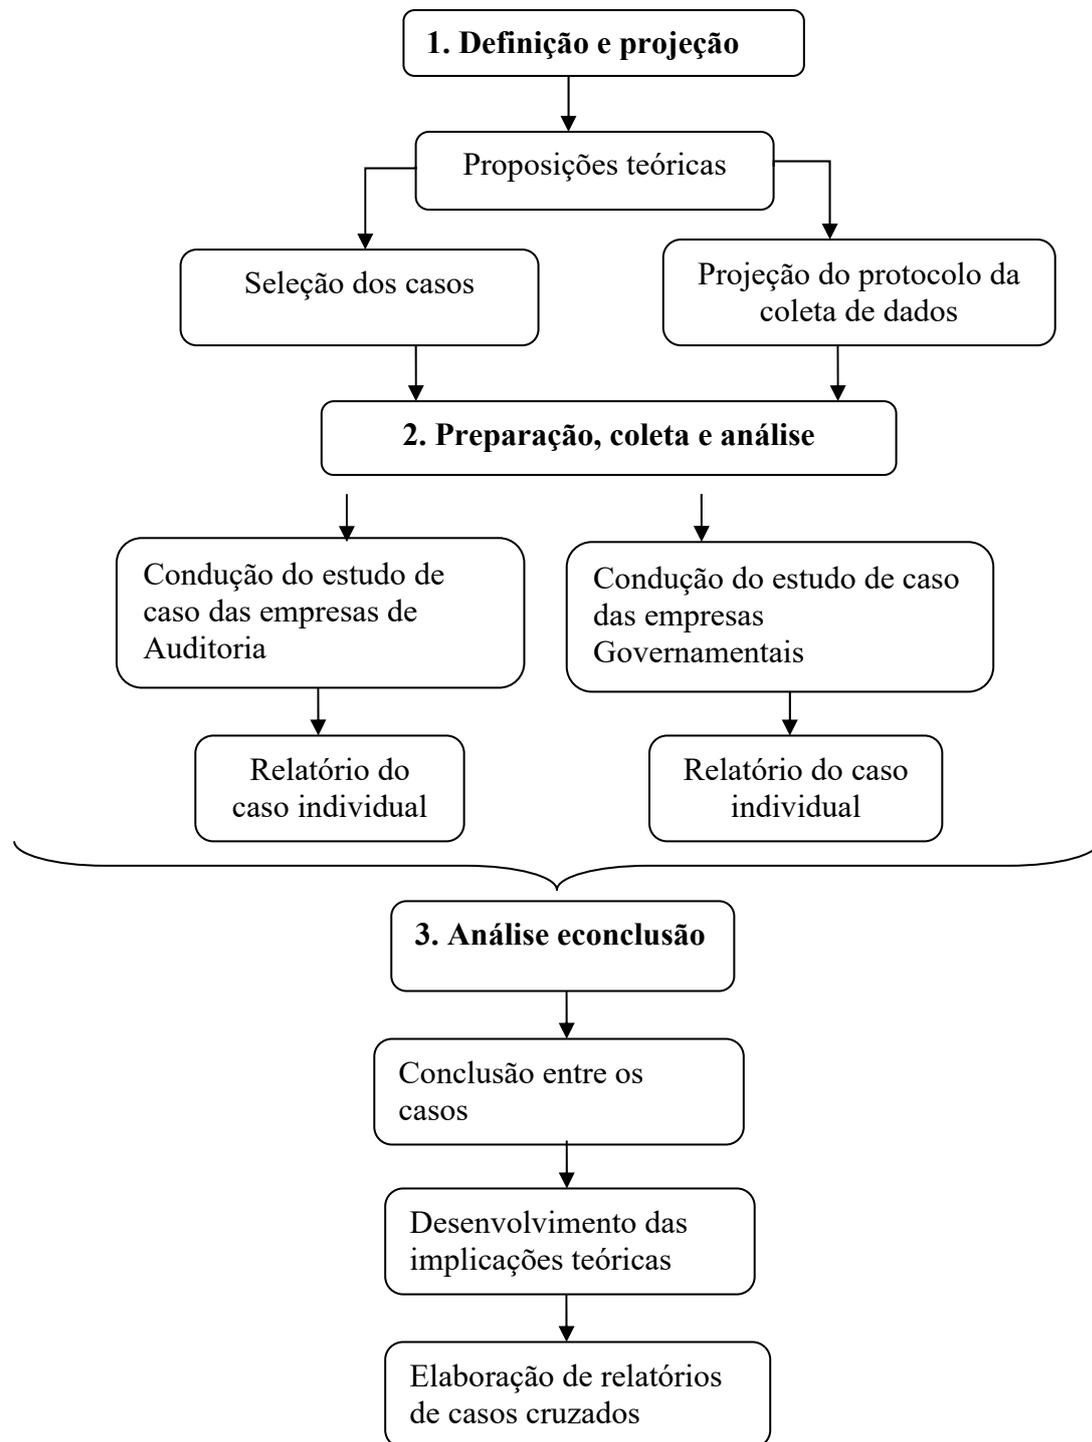 1. Definição e projeção
Proposições teóricas
Seleção dos casos
Projeção do protocolo da
coleta de dados
2. Preparação, coleta e análise
Condução do estudo de
caso das empresas de
Auditoria
Condução do estudo de caso
das empresas
Governamentais
Relatório do
caso individual
Relatório do caso
individual
3. Análise econclusão
Conclusão entre os
casos
Desenvolvimento das
implicações teóricas
Elaboração de relatórios
de casos cruzados